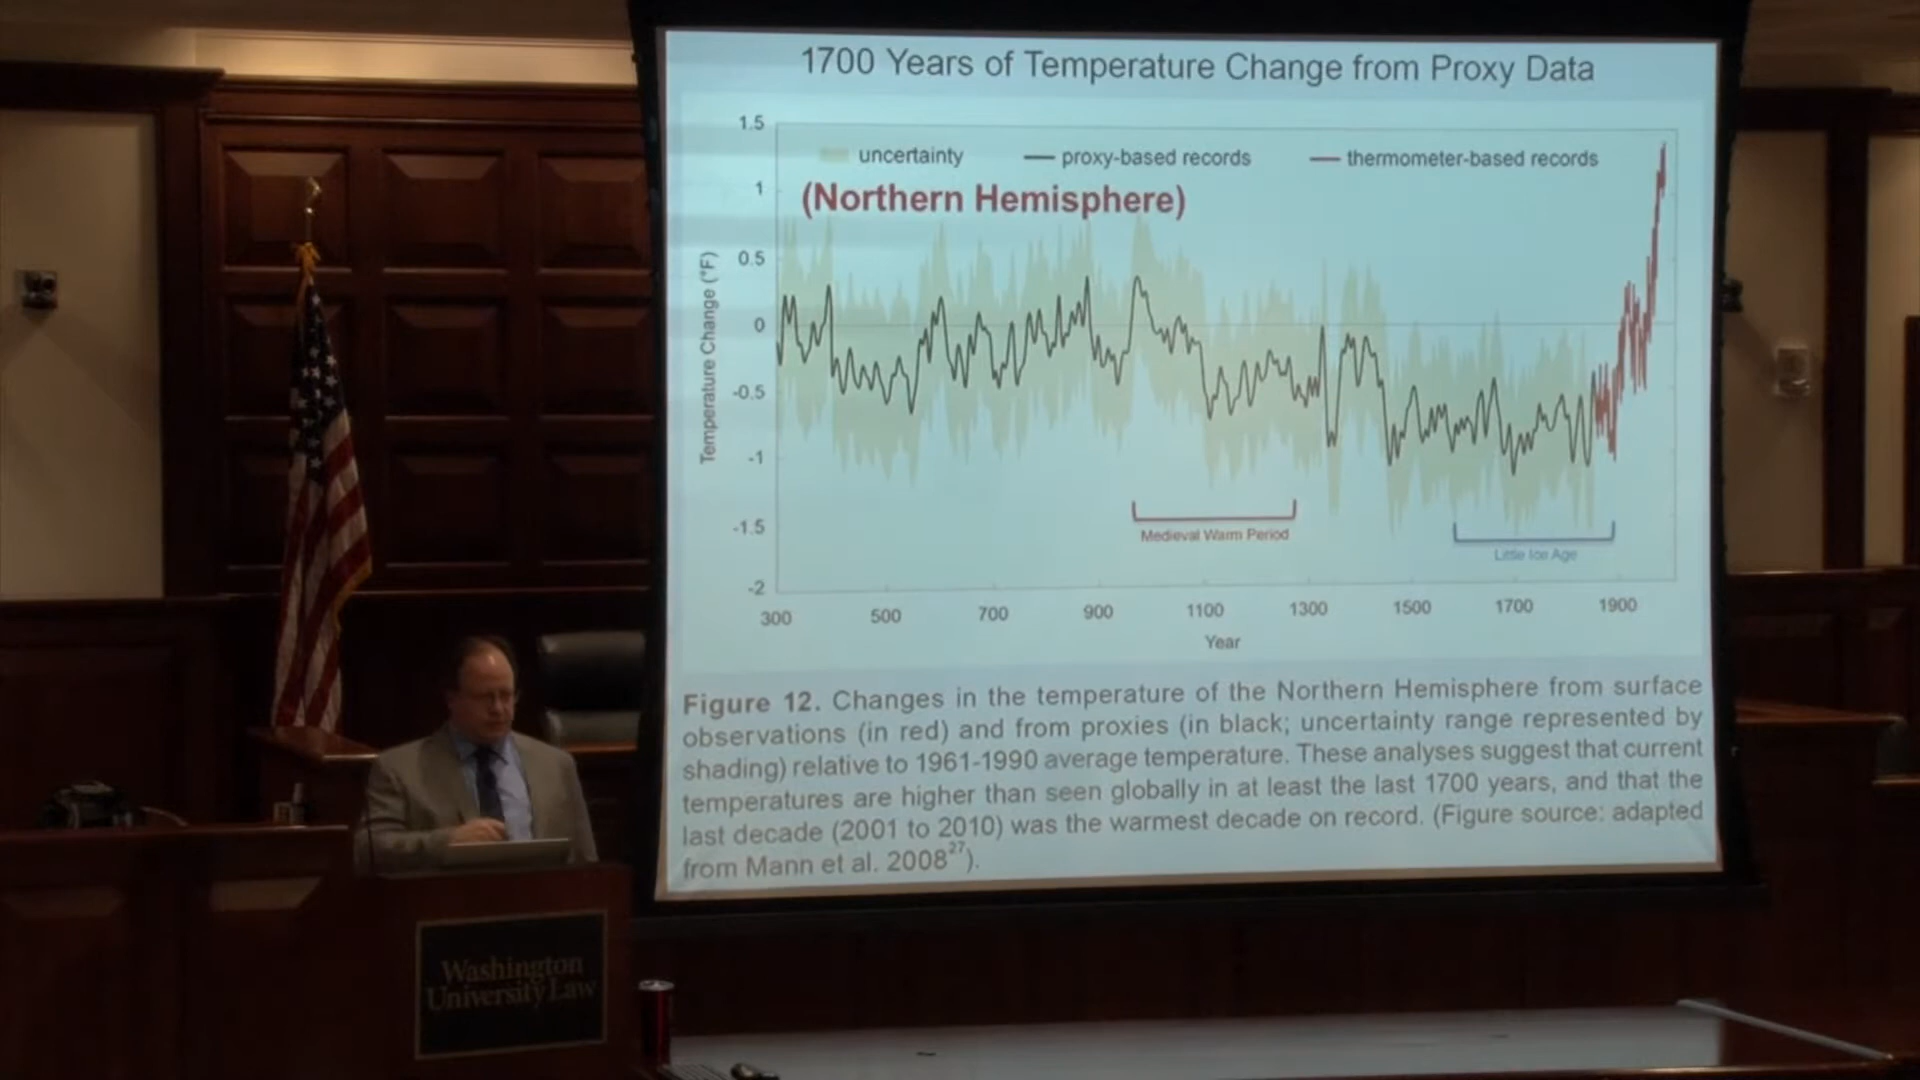 1700 Years of Temperature Change from Proxy Data
1.5
uncertainty
proxy-based records
thermometer-based records
1
(Northern Hemisphere)
0.5
0
-0.5
-1
-1.5
-2
Temperature Change (°F)
Medieval Warm Period
Little Ice Age
300
500
700
900
1100
1300
1500
1700
1900
Year
Figure 12. Changes in the temperature of the Northern Hemisphere from surface
observations (in red) and from proxies (in black; uncertainty range represented by
shading) relative to 1961-1990 average temperature. These analyses suggest that current
temperatures are higher than seen globally in at least the last 1700 years, and that the
last decade (2001 to 2010) was the warmest decade on record. (Figure source: adapted
from Mann et al. 2008²⁷).
Washington
University Law